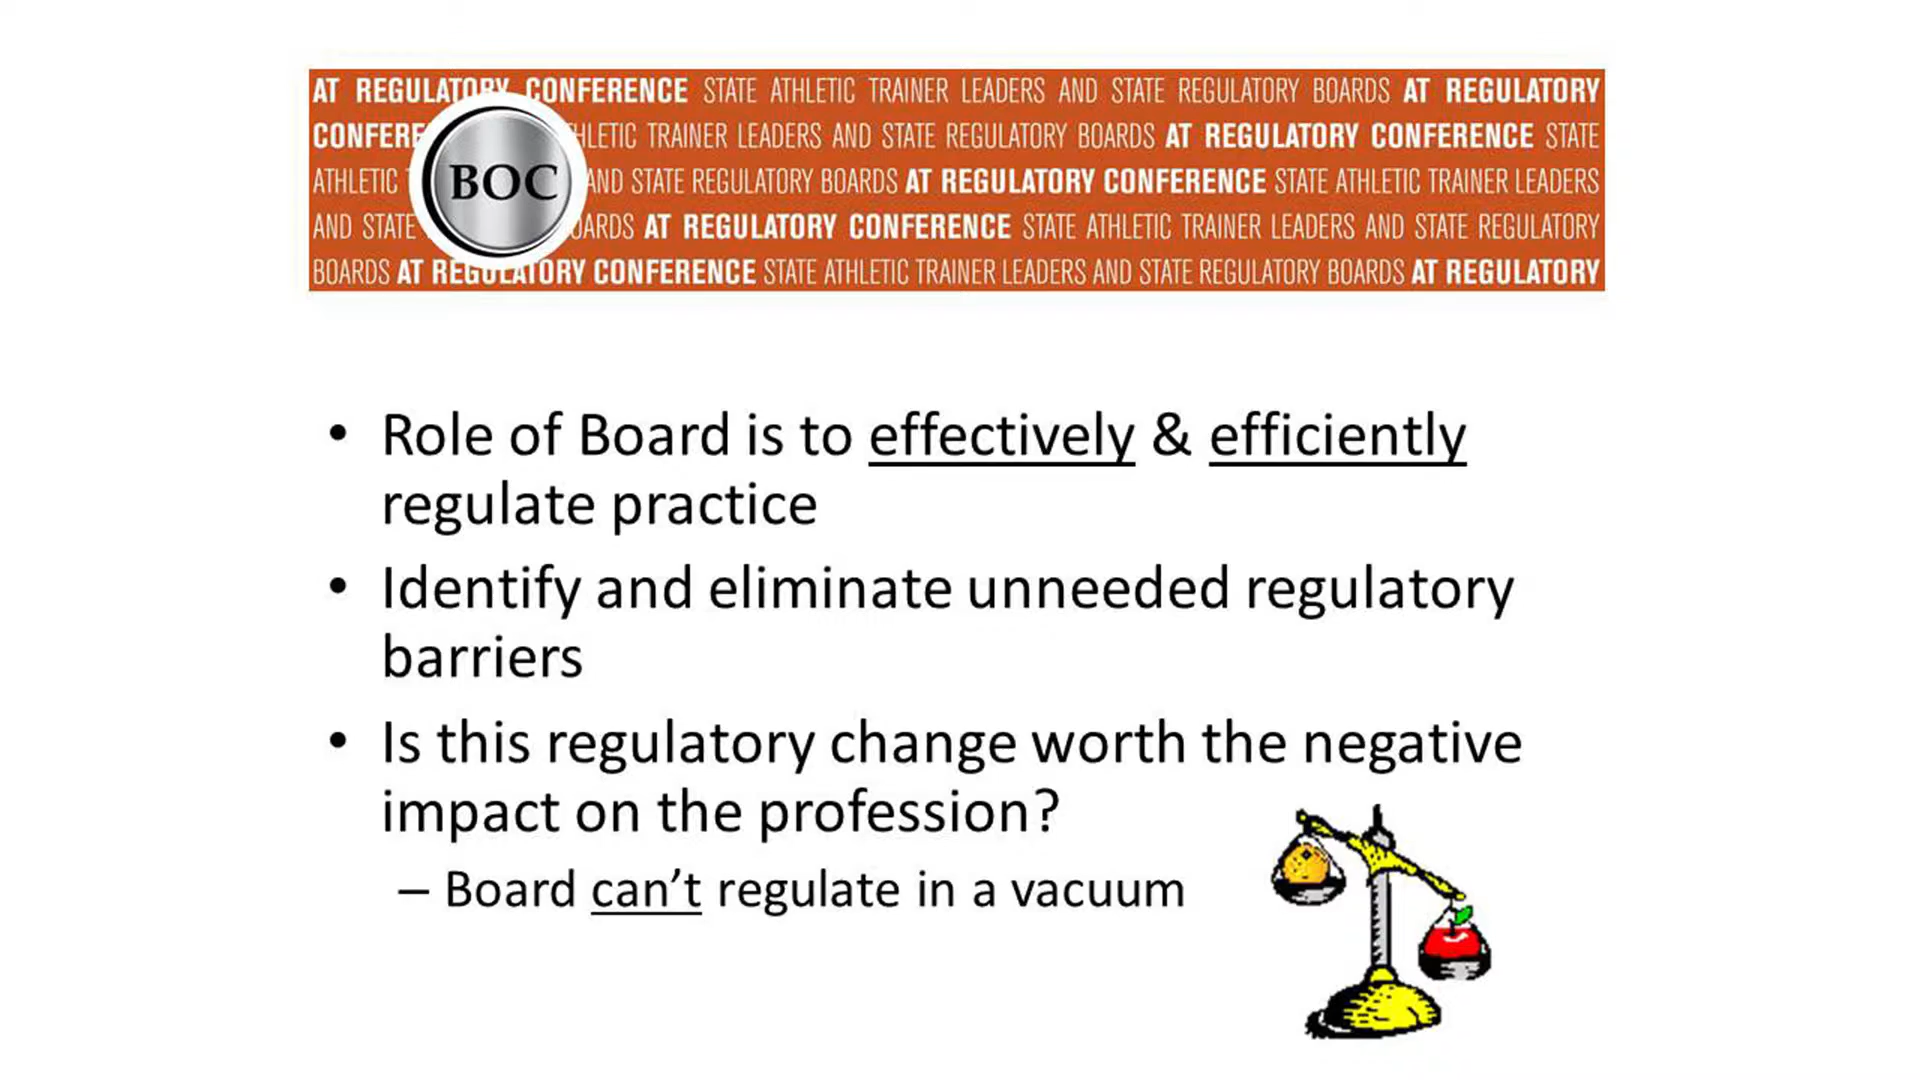 AT REGULATORY CONFERENCE STATE ATHLETIC TRAINER LEADERS AND STATE REGULATORY BOARDS AT REGULATORY
CONFERE HLETIC TRAINER LEADERS AND STATE REGULATORY BOARDS AT REGULATORY CONFERENCE STATE
ATHLETIC AND STATE REGULATORY BOARDS AT REGULATORY CONFERENCE STATE ATHLETIC TRAINER LEADERS
BOC
AND STATE ARDS AT REGULATORY CONFERENCE STATE ATHLETIC TRAINER LEADERS AND STATE REGULATORY
BOARDS AT REGULATORY CONFERENCE STATE ATHLETIC TRAINER LEADERS AND STATE REGULATORY BOARDS AT REGULATORY
• Role of Board is to effectively & efficiently
regulate practice
• Identify and eliminate unneeded regulatory
barriers
• Is this regulatory change worth the negative
impact on the profession?
– Board can’t regulate in a vacuum